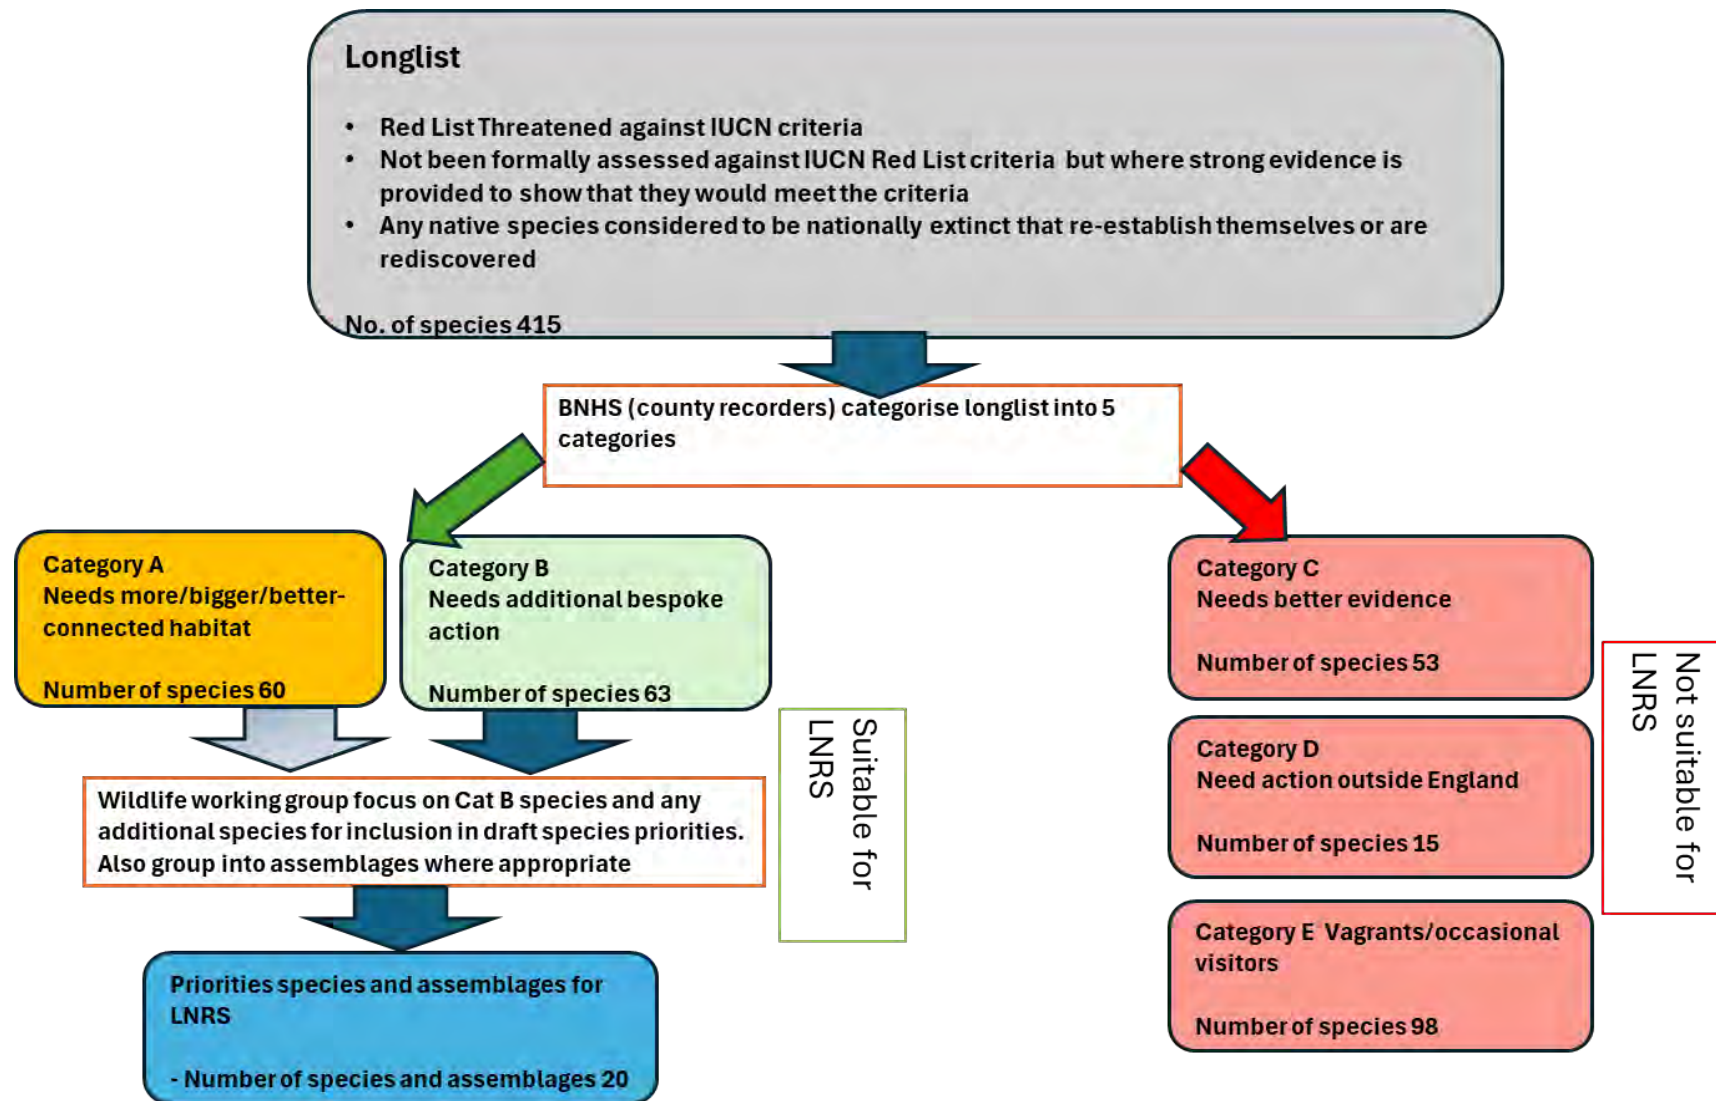 Longlist
• Red List Threatened against IUCN criteria
• Not been formally assessed against IUCN Red List criteria but where strong evidence is
provided to show that they would meet the criteria
• Any native species considered to be nationally extinct that re-establish themselves or are
rediscovered
No. of species 415
BNHS (county recorders) categorise longlist into 5
categories
Category A
Needs more/bigger/better-
connected habitat
Number of species 60
Category B
Needs additional bespoke
action
Number of species 63
Suitable for
LNRS
Wildlife working group focus on Cat B species and any
additional species for inclusion in draft species priorities.
Also group into assemblages where appropriate
Priorities species and assemblages for
LNRS
- Number of species and assemblages 20
Category C
Needs better evidence
Number of species 53
Category D
Need action outside England
Number of species 15
Category E Vagrants/occasional
visitors
Number of species 98
Not suitable for
LNRS